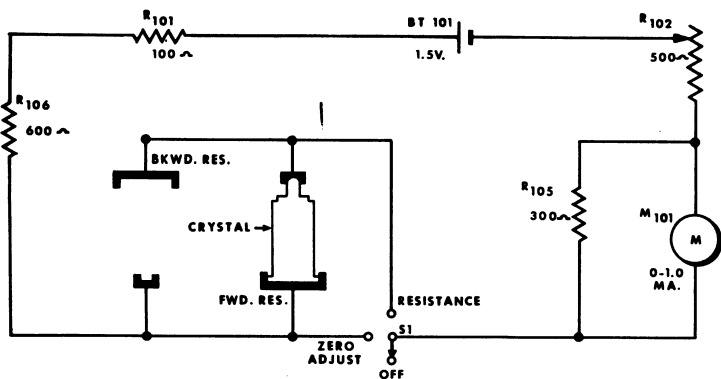 R101
100~
BT 101
1.5V.
R102
500~
R106
600~
BKWD. RES.
CRYSTAL
FWD. RES.
R105
300~
M101
M
0-1.0
MA.
RESISTANCE
S1
ZERO
ADJUST
OFF